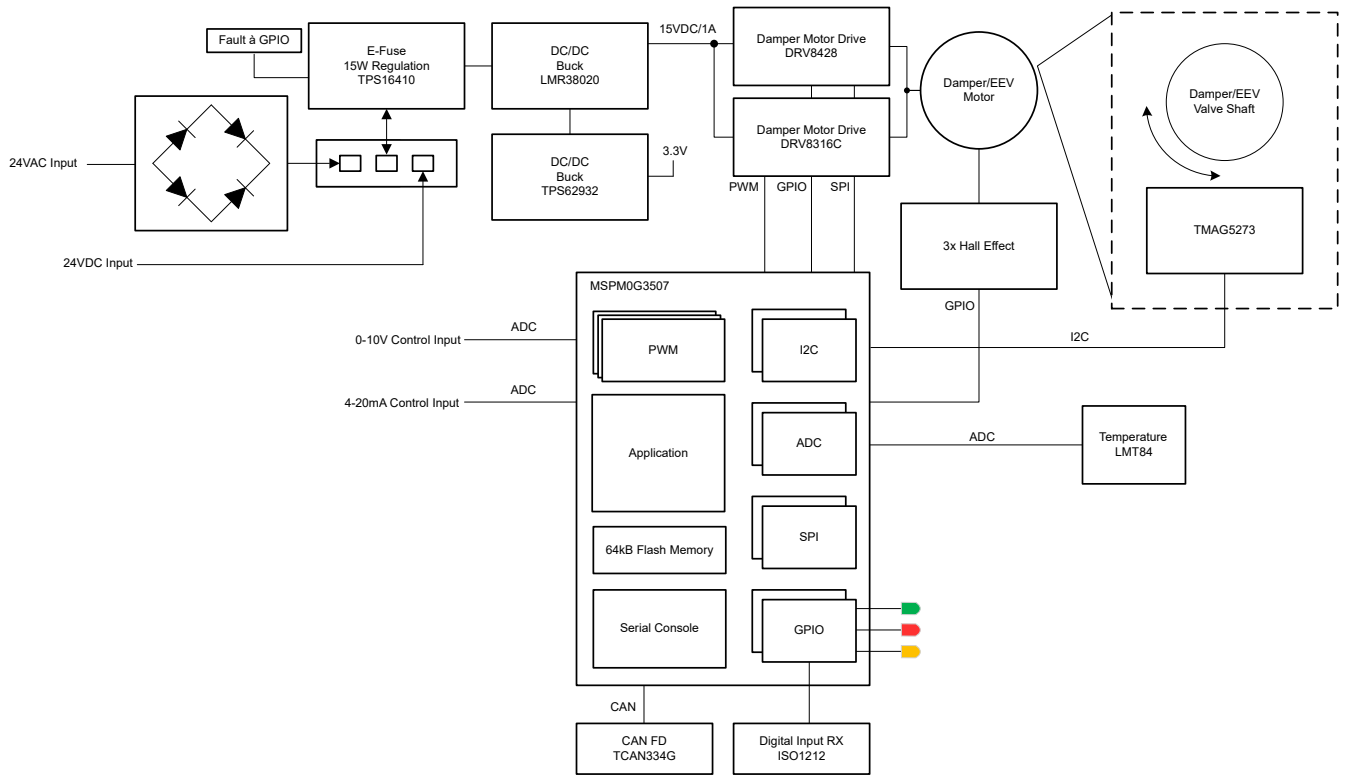 Fault à GPIO
E-Fuse
15W Regulation
TPS16410
DC/DC
Buck
LMR38020
15VDC/1A
Damper Motor Drive
DRV8428
Damper/EEV
Motor
Damper/EEV
Valve Shaft
24VAC Input
DC/DC
Buck
TPS62932
3.3V
Damper Motor Drive
DRV8316C
PWM
GPIO
SPI
TMAG5273
3x Hall Effect
24VDC Input
MSPM0G3507
GPIO
0-10V Control Input
ADC
PWM
I2C
I2C
4-20mA Control Input
ADC
Application
ADC
ADC
Temperature
LMT84
64kB Flash Memory
SPI
Serial Console
GPIO
CAN
CAN FD
TCAN334G
Digital Input RX
ISO1212